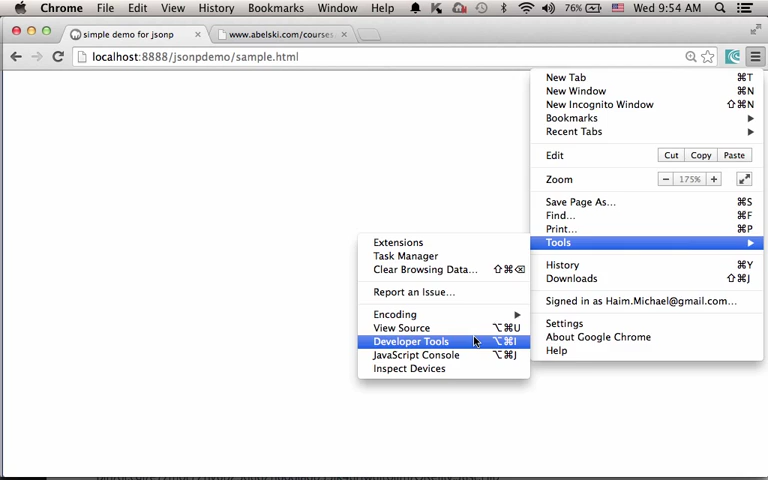 Chrome File Edit View History Bookmarks Window Help 76% Wed 9:54 AM
simple demo for jsonp × www.abelski.com/courses. ×
localhost:8888/jsonpdemo/sample.html
New Tab ⌘T
New Window ⌘N
New Incognito Window ⇧⌘N
Bookmarks
Recent Tabs
Edit Cut Copy Paste
Zoom − 175% +
Save Page As... ⌘S
Find... ⌘F
Print... ⌘P
Tools
History ⌘Y
Downloads ⇧⌘J
Signed in as Haim.Michael@gmail.com...
Settings
About Google Chrome
Help
Extensions
Task Manager
Clear Browsing Data... ⇧⌘⌫
Report an Issue...
Encoding
View Source ⌥⌘U
Developer Tools ⌥⌘I
JavaScript Console ⌥⌘J
Inspect Devices